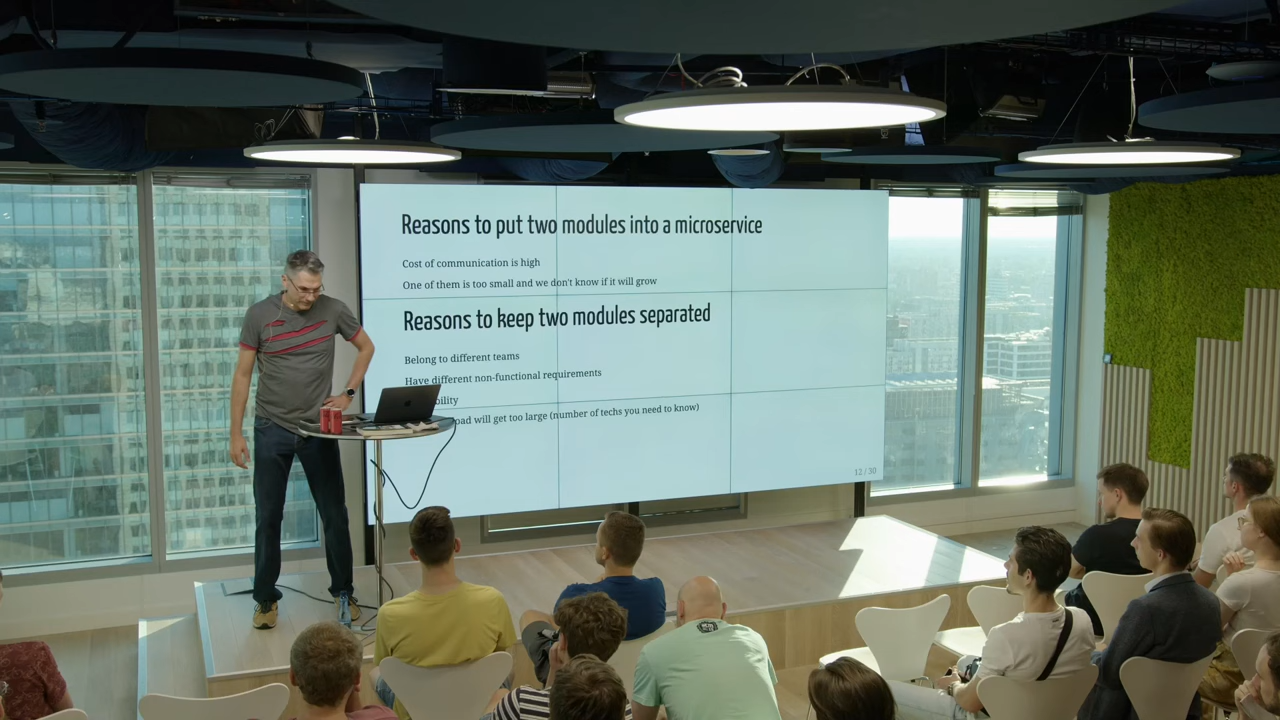 Reasons to put two modules into a microservice
Cost of communication is high
One of them is too small and we don't know if it will grow
Reasons to keep two modules separated
Belong to different teams
Have different non-functional requirements
will get too large (number of techs you need to know)
12 / 30